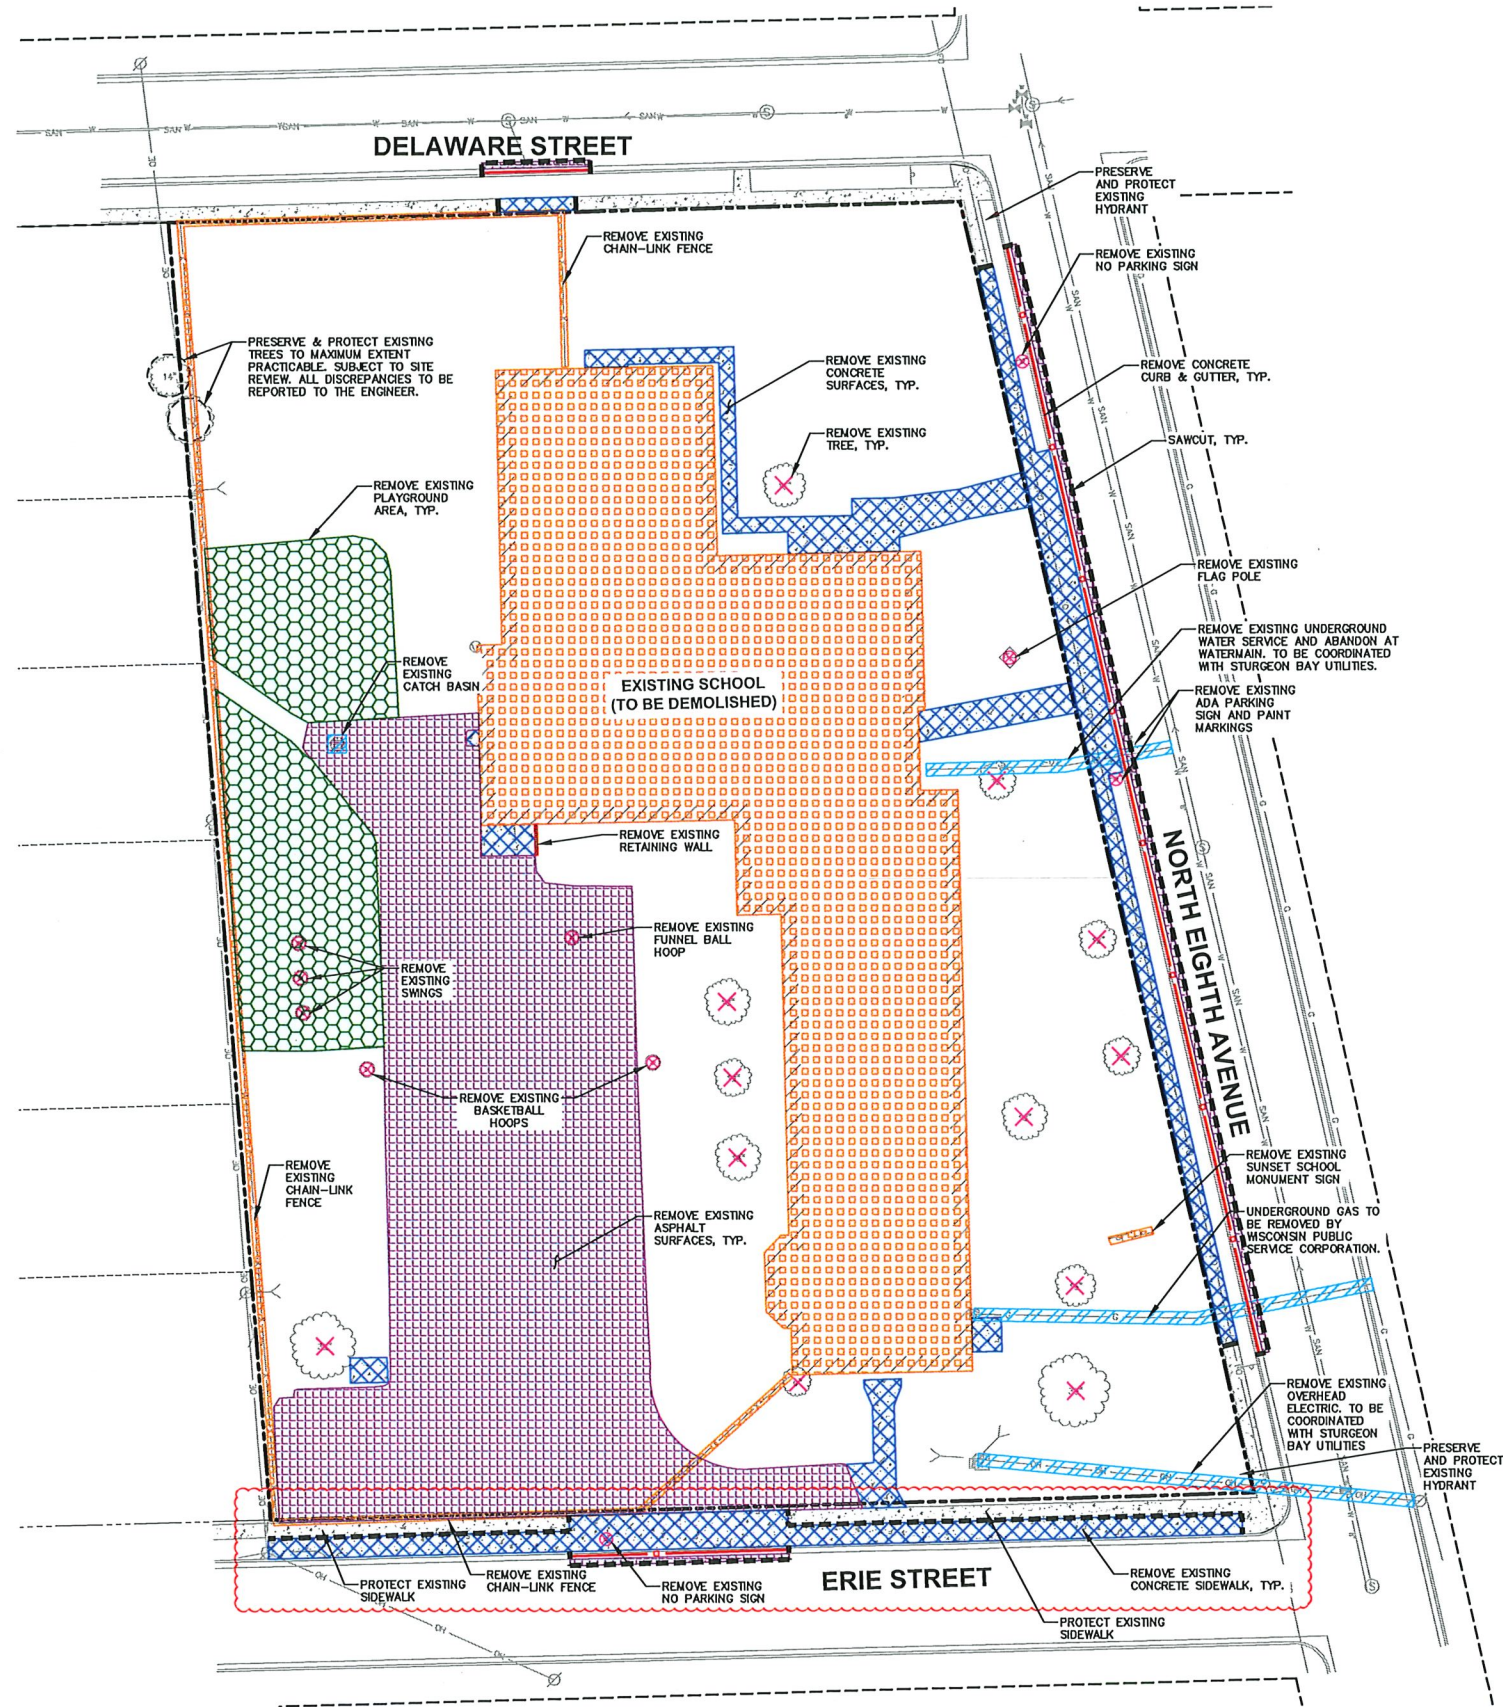 DELAWARE STREET
SAN W SAN W SAN W SAN W SAN W SAN W W W
PRESERVE
AND PROTECT
EXISTING
HYDRANT
REMOVE EXISTING
CHAIN-LINK FENCE
REMOVE EXISTING
NO PARKING SIGN
PRESERVE & PROTECT EXISTING
TREES TO MAXIMUM EXTENT
PRACTICABLE. SUBJECT TO SITE
REVIEW. ALL DISCREPANCIES TO BE
REPORTED TO THE ENGINEER.
14"
REMOVE EXISTING
CONCRETE
SURFACES, TYP.
REMOVE CONCRETE
CURB & GUTTER, TYP.
REMOVE EXISTING
TREE, TYP.
SAWCUT, TYP.
REMOVE EXISTING
PLAYGROUND
AREA, TYP.
REMOVE EXISTING
FLAG POLE
REMOVE EXISTING UNDERGROUND
WATER SERVICE AND ABANDON AT
WATERMAIN. TO BE COORDINATED
WITH STURGEON BAY UTILITIES.
REMOVE
EXISTING
CATCH BASIN
EXISTING SCHOOL
(TO BE DEMOLISHED)
REMOVE EXISTING
ADA PARKING
SIGN AND PAINT
MARKINGS
REMOVE EXISTING
RETAINING WALL
NORTH EIGHTH AVENUE
REMOVE EXISTING
FUNNEL BALL
HOOP
REMOVE
EXISTING
SWINGS
REMOVE EXISTING
BASKETBALL
HOOPS
REMOVE
EXISTING
CHAIN-LINK
FENCE
REMOVE EXISTING
SUNSET SCHOOL
MONUMENT SIGN
REMOVE EXISTING
ASPHALT
SURFACES, TYP.
UNDERGROUND GAS TO
BE REMOVED BY
WISCONSIN PUBLIC
SERVICE CORPORATION.
REMOVE EXISTING
OVERHEAD
ELECTRIC. TO BE
COORDINATED
WITH STURGEON
BAY UTILITIES
PRESERVE
AND PROTECT
EXISTING
HYDRANT
PROTECT EXISTING
SIDEWALK
REMOVE EXISTING
CHAIN-LINK FENCE
REMOVE EXISTING
NO PARKING SIGN
ERIE STREET
REMOVE EXISTING
CONCRETE SIDEWALK, TYP.
PROTECT EXISTING
SIDEWALK